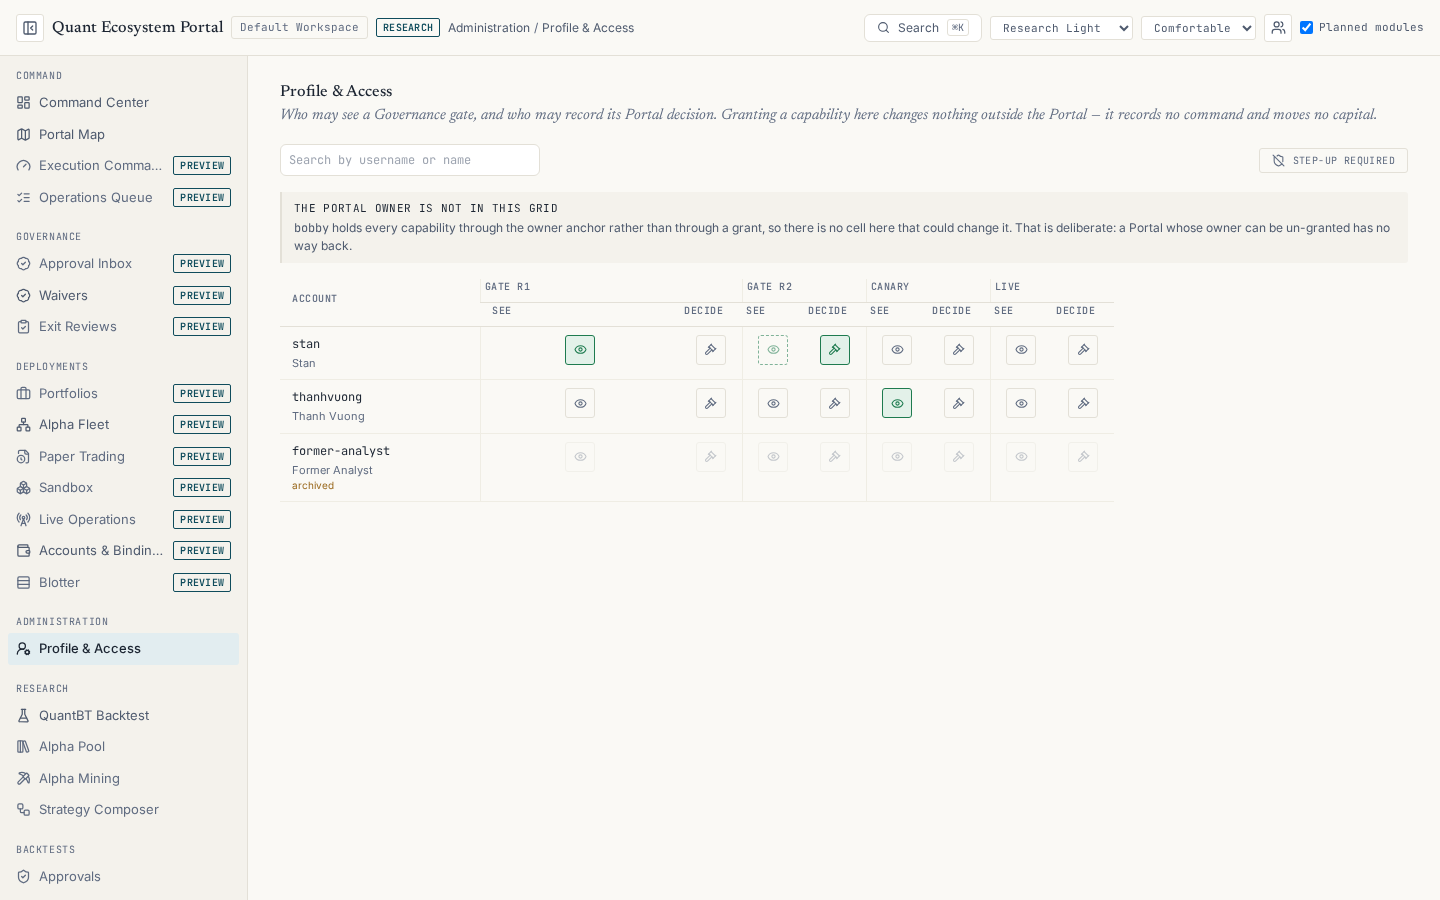 Quant Ecosystem Portal
Default Workspace
RESEARCH
Administration / Profile & Access
Search
⌘K
Research Light
Comfortable
Planned modules
COMMAND
Command Center
Portal Map
Execution Comma... PREVIEW
Operations Queue PREVIEW
GOVERNANCE
Approval Inbox PREVIEW
Waivers PREVIEW
Exit Reviews PREVIEW
DEPLOYMENTS
Portfolios PREVIEW
Alpha Fleet PREVIEW
Paper Trading PREVIEW
Sandbox PREVIEW
Live Operations PREVIEW
Accounts & Bindin... PREVIEW
Blotter PREVIEW
ADMINISTRATION
Profile & Access
RESEARCH
QuantBT Backtest
Alpha Pool
Alpha Mining
Strategy Composer
BACKTESTS
Approvals
Profile & Access
Who may see a Governance gate, and who may record its Portal decision. Granting a capability here changes nothing outside the Portal — it records no command and moves no capital.
Search by username or name
STEP-UP REQUIRED
THE PORTAL OWNER IS NOT IN THIS GRID
bobby holds every capability through the owner anchor rather than through a grant, so there is no cell here that could change it. That is deliberate: a Portal whose owner can be un-granted has no
way back.
ACCOUNT
GATE R1 GATE R2 CANARY LIVE
SEE DECIDE SEE DECIDE SEE DECIDE SEE DECIDE
stan
Stan
thanhvuong
Thanh Vuong
former-analyst
Former Analyst
archived